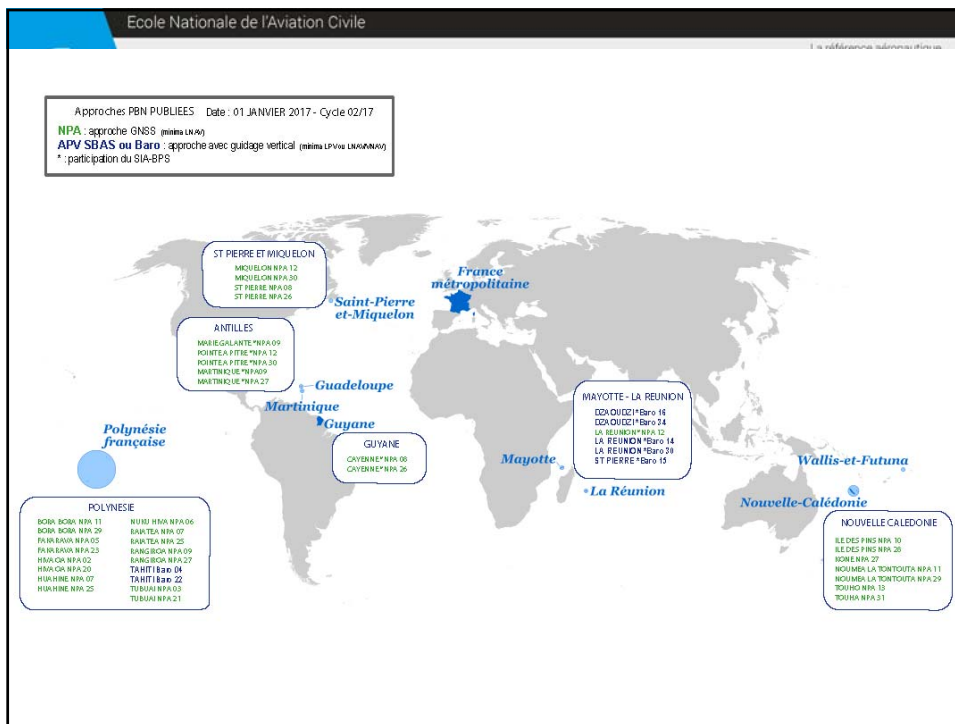 Ecole Nationale de l'Aviation Civile
La référence aéronautique
Approches PBN PUBLIEES Date : 01 JANVIER 2017 - Cycle 02/17
NPA : approche GNSS (minima LNAV)
APV SBAS ou Baro : approche avec guidage vertical (minima LPV ou LNAV/VNAV)
* : participation du SIA-BPS
ST PIERRE ET MIQUELON
MIQUELON NPA 12
MIQUELON NPA 30
ST PIERRE NPA 08
ST PIERRE NPA 26
France
métropolitaine
Saint-Pierre
et-Miquelon
ANTILLES
MARIE GALANTE *NPA 09
POINTE A PITRE *NPA 12
POINTE A PITRE *NPA 30
MARTINIQUE *NPA 09
MARTINIQUE *NPA 27
Guadeloupe
Martinique
Guyane
GUYANE
CAYENNE* NPA 08
CAYENNE* NPA 26
MAYOTTE - LA REUNION
DZAOUDZI *Baro 16
DZAOUDZI *Baro 34
LA REUNION* NPA 12
LA REUNION *Baro 14
LA REUNION *Baro 30
ST PIERRE *Baro 15
Mayotte
La Réunion
Polynésie
française
POLYNESIE
BORA BORA NPA 11
BORA BORA NPA 29
FAKARAVA NPA 05
FAKARAVA NPA 23
HIVA OA NPA 02
HIVA OA NPA 20
HUAHINE NPA 07
HUAHINE NPA 25
NUKU HIVA NPA 06
RAIATEA NPA 07
RAIATEA NPA 25
RANGIROA NPA 09
RANGIROA NPA 27
TAHITI Baro 04
TAHITI Baro 22
TUBUAI NPA 03
TUBUAI NPA 21
Wallis-et-Futuna
Nouvelle-Calédonie
NOUVELLE CALEDONIE
ILE DES PINS NPA 10
ILE DES PINS NPA 28
KONE NPA 27
NOUMEA LA TONTOUTA NPA 11
NOUMEA LA TONTOUTA NPA 29
TOUHO NPA 13
TOUHA NPA 31